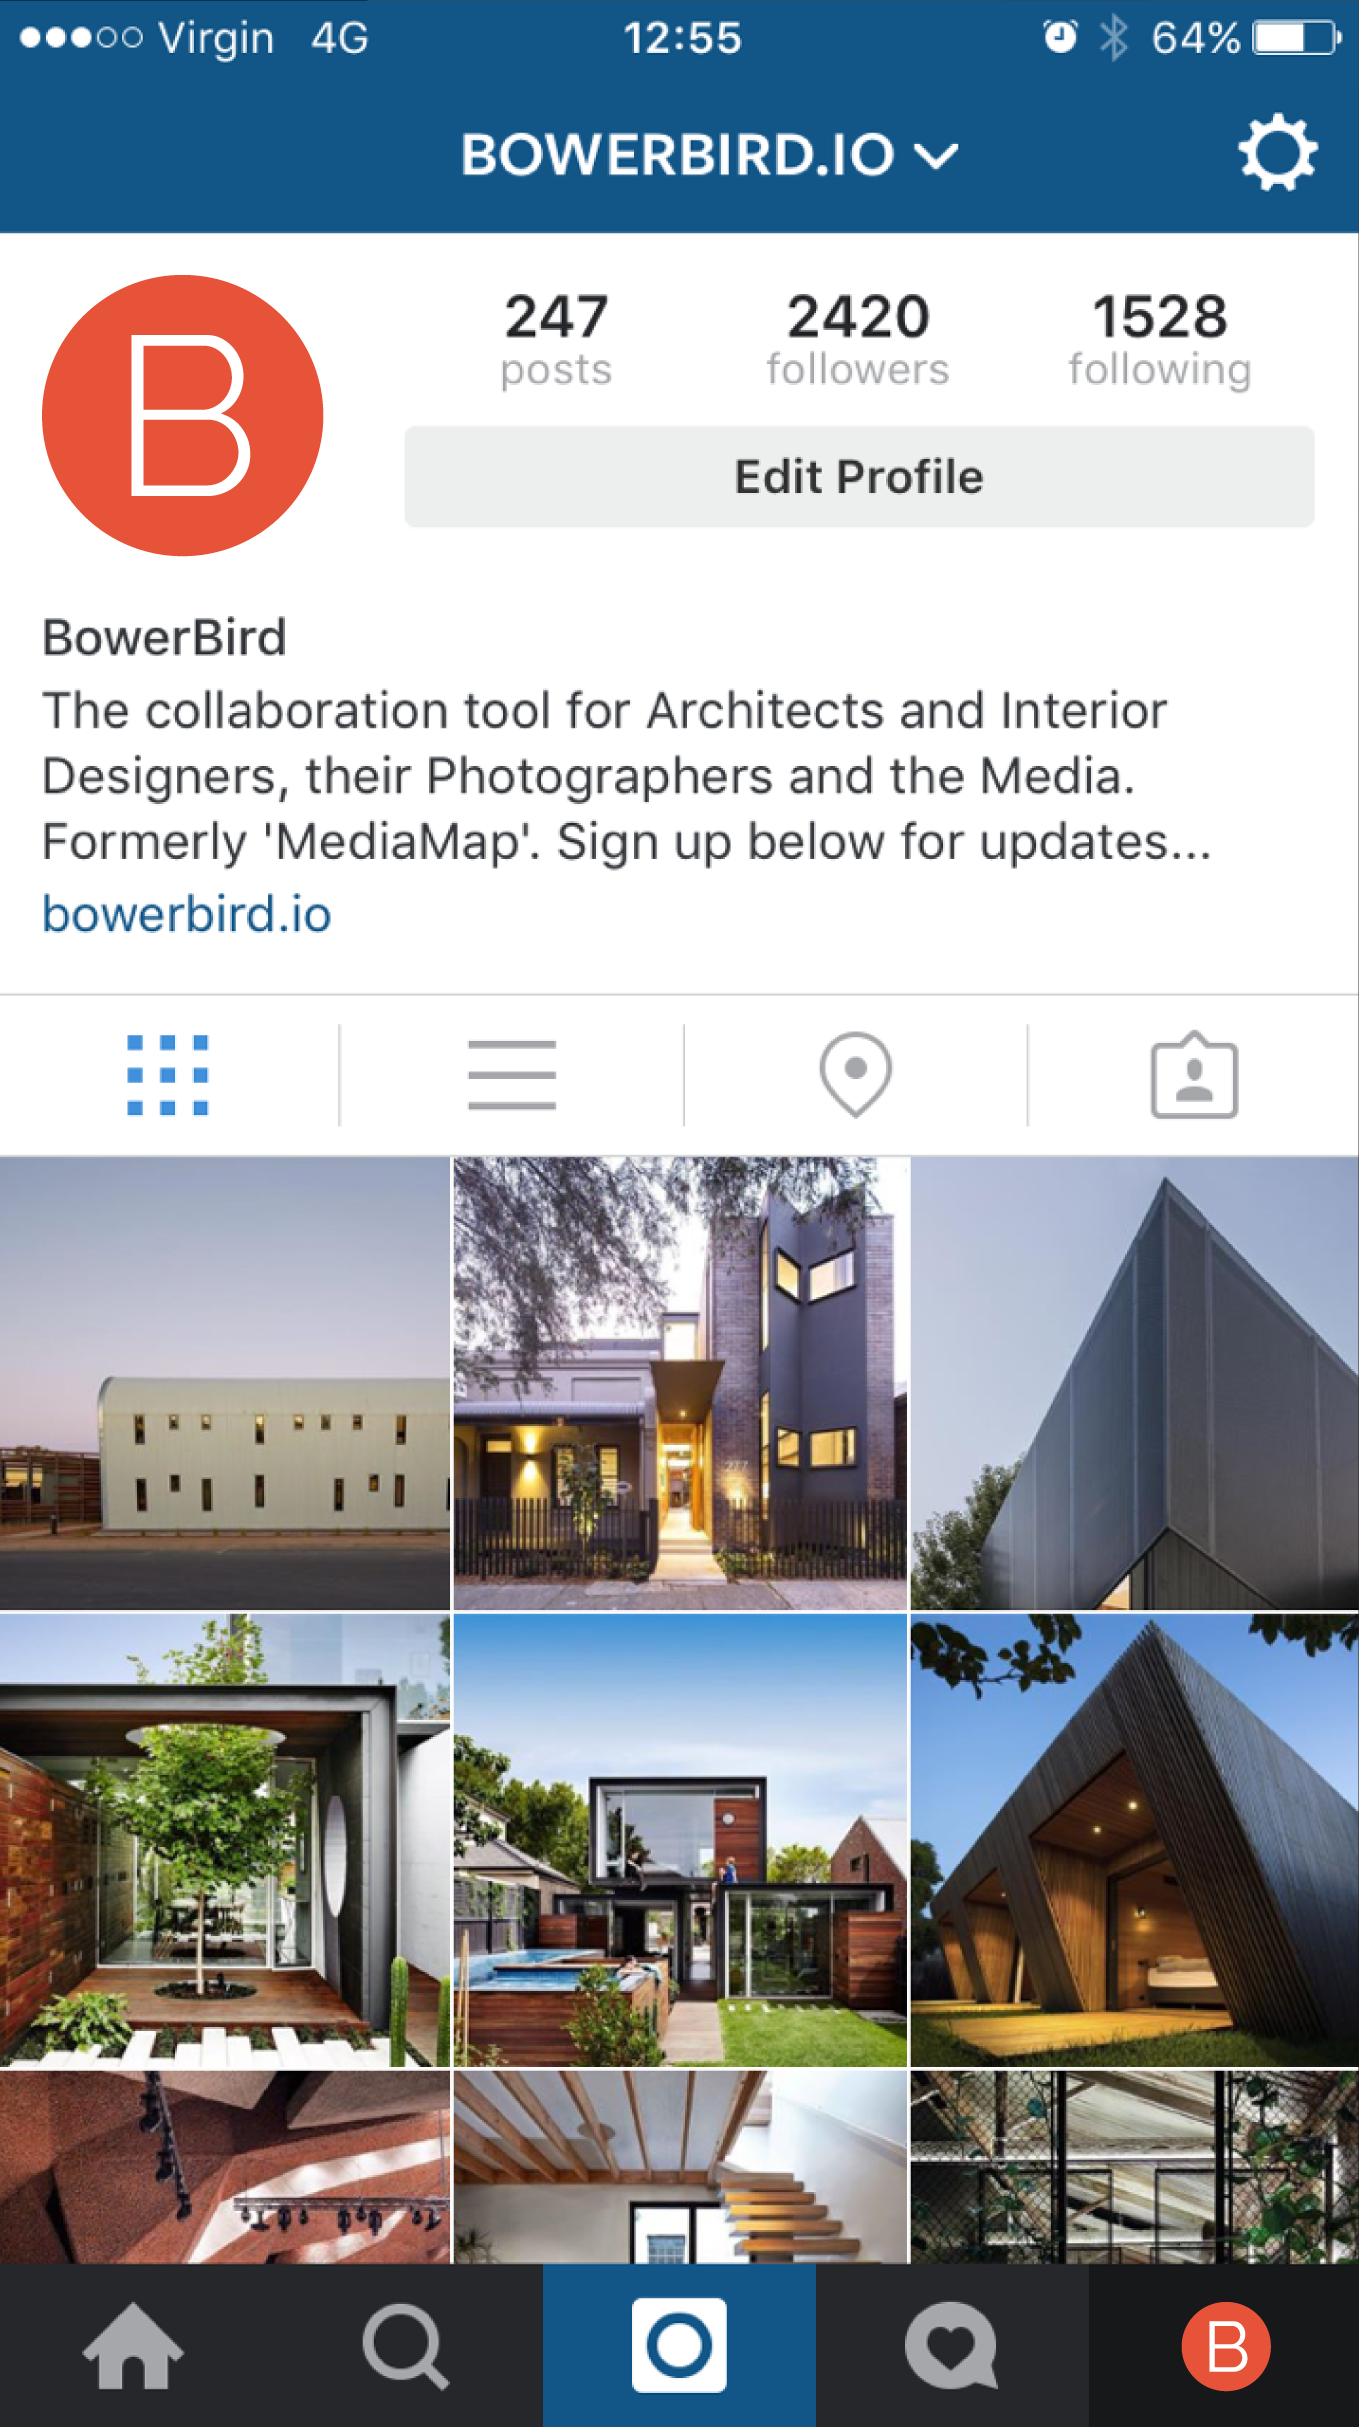 Virgin 4G 12:55 64%
BOWERBIRD.IO
B
247 2420 1528
posts followers following
Edit Profile
BowerBird
The collaboration tool for Architects and Interior
Designers, their Photographers and the Media.
Formerly 'MediaMap'. Sign up below for updates...
bowerbird.io
277
B